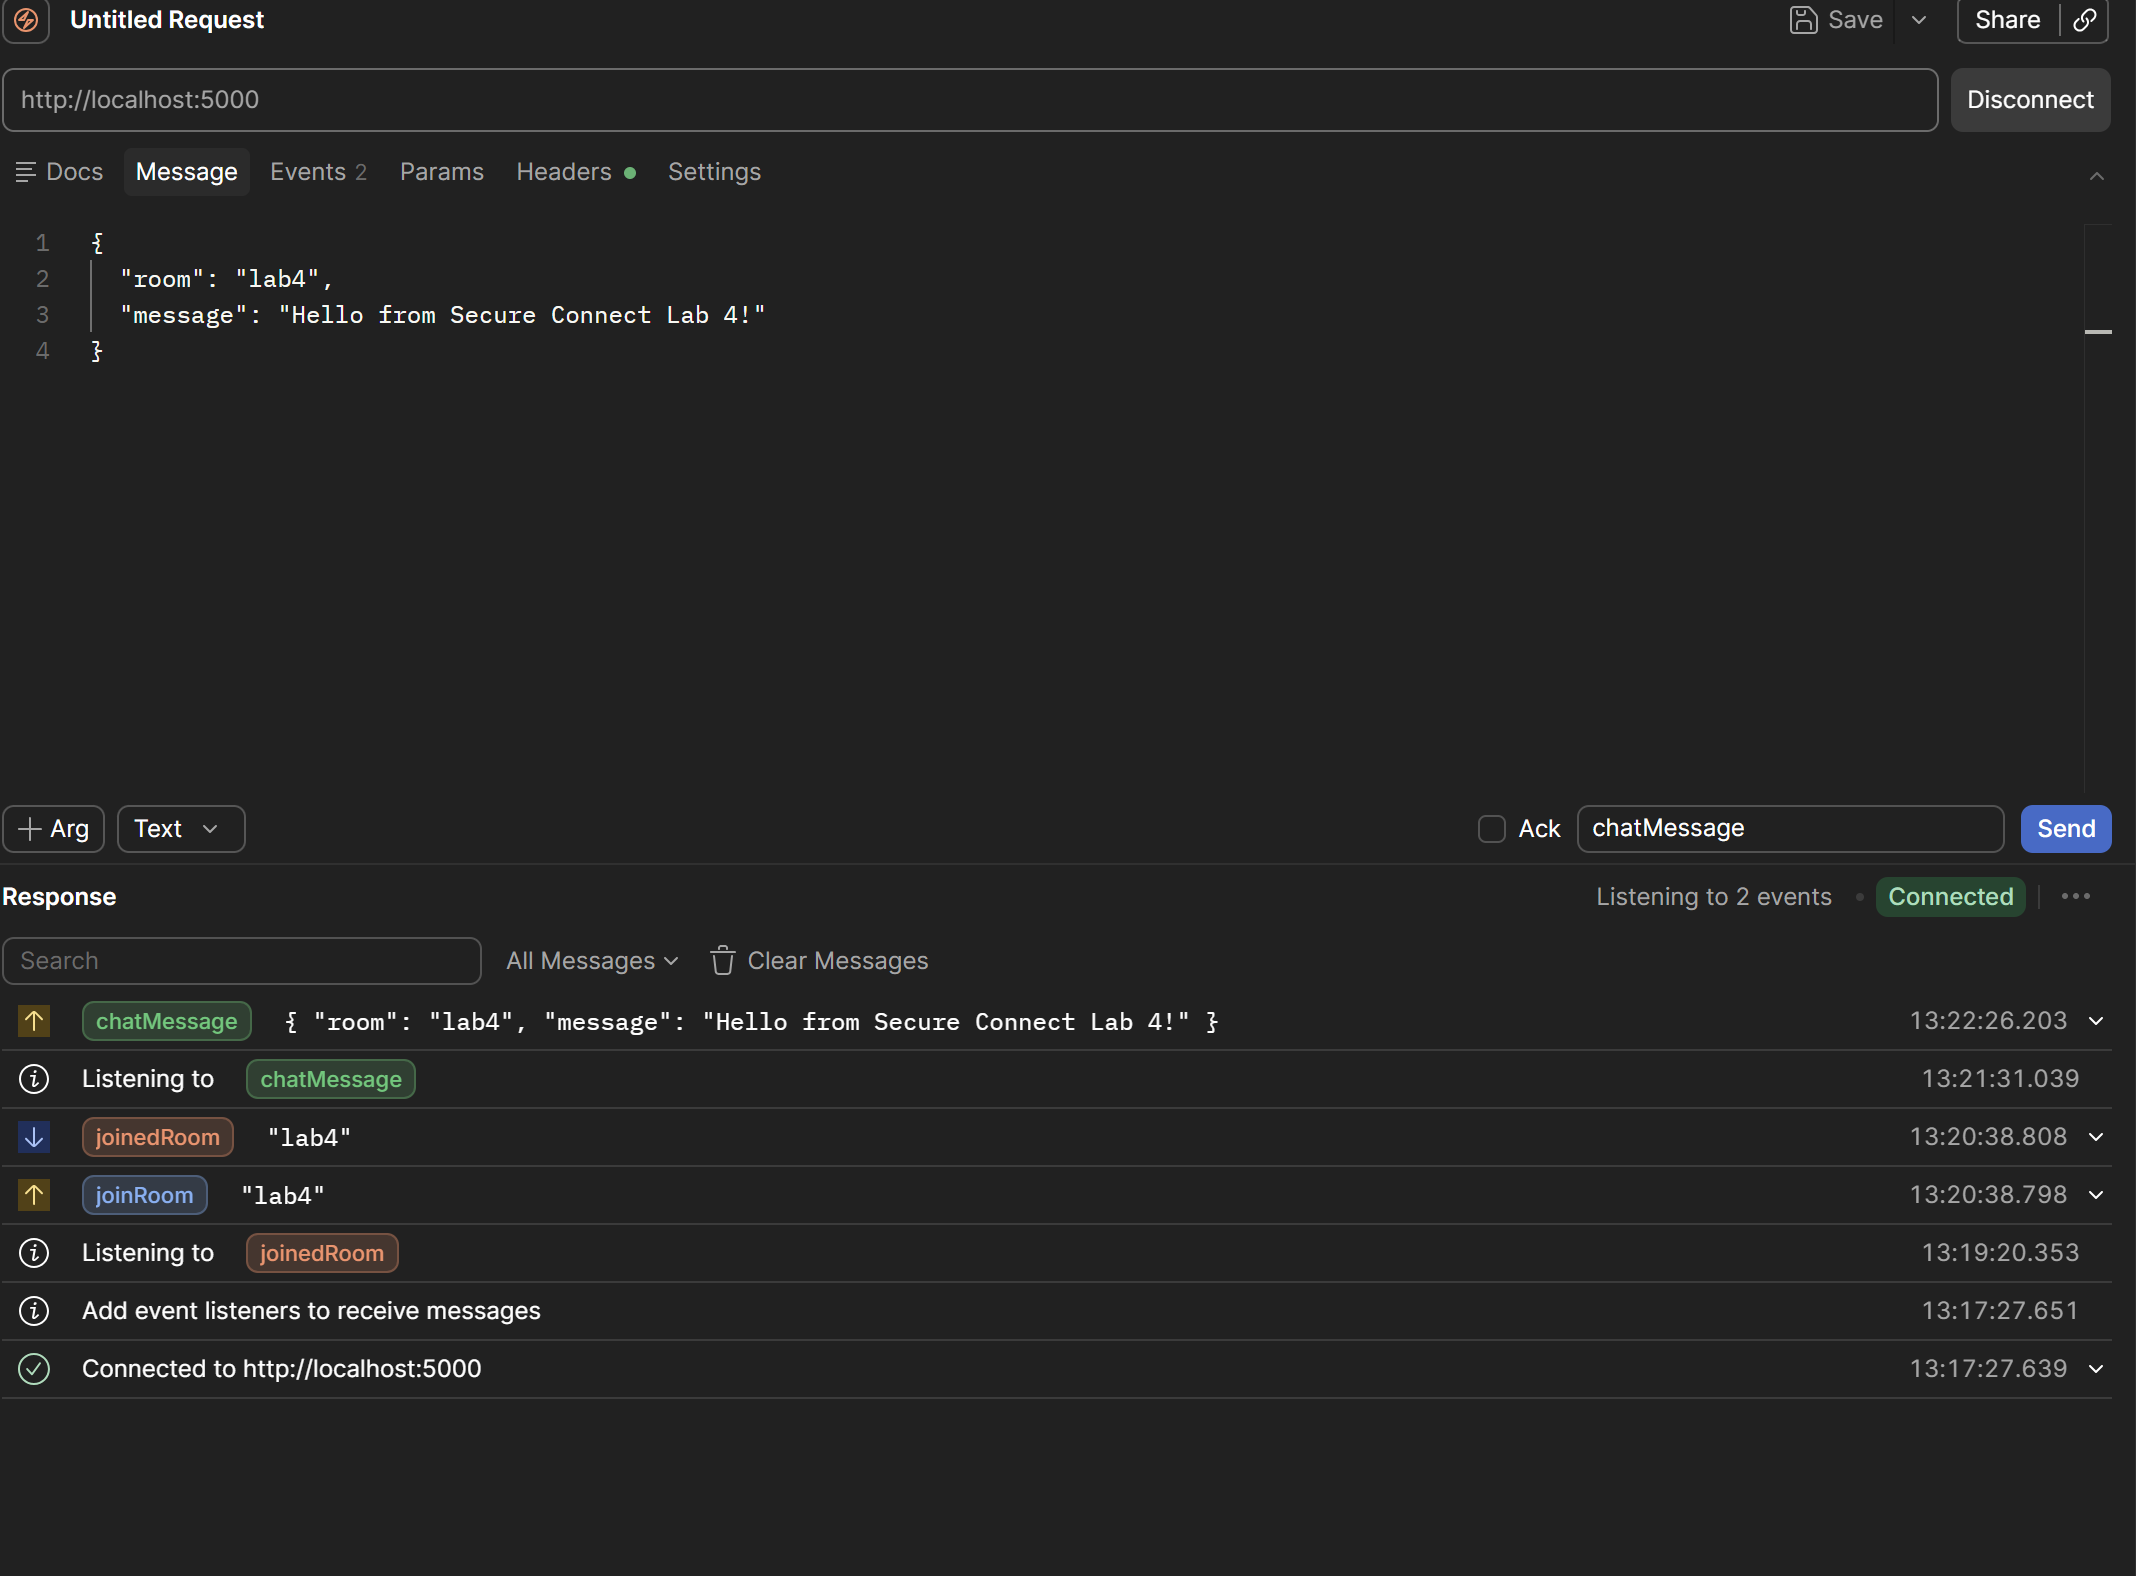 Untitled Request
Save
Share
http://localhost:5000
Disconnect
Docs Message Events 2 Params Headers Settings
1 {
2 "room": "lab4",
3 "message": "Hello from Secure Connect Lab 4!"
4 }
Arg Text Ack chatMessage Send
Response Listening to 2 events Connected
Search All Messages Clear Messages
chatMessage { "room": "lab4", "message": "Hello from Secure Connect Lab 4!" } 13:22:26.203
Listening to chatMessage 13:21:31.039
joinedRoom "lab4" 13:20:38.808
joinRoom "lab4" 13:20:38.798
Listening to joinedRoom 13:19:20.353
Add event listeners to receive messages 13:17:27.651
Connected to http://localhost:5000 13:17:27.639